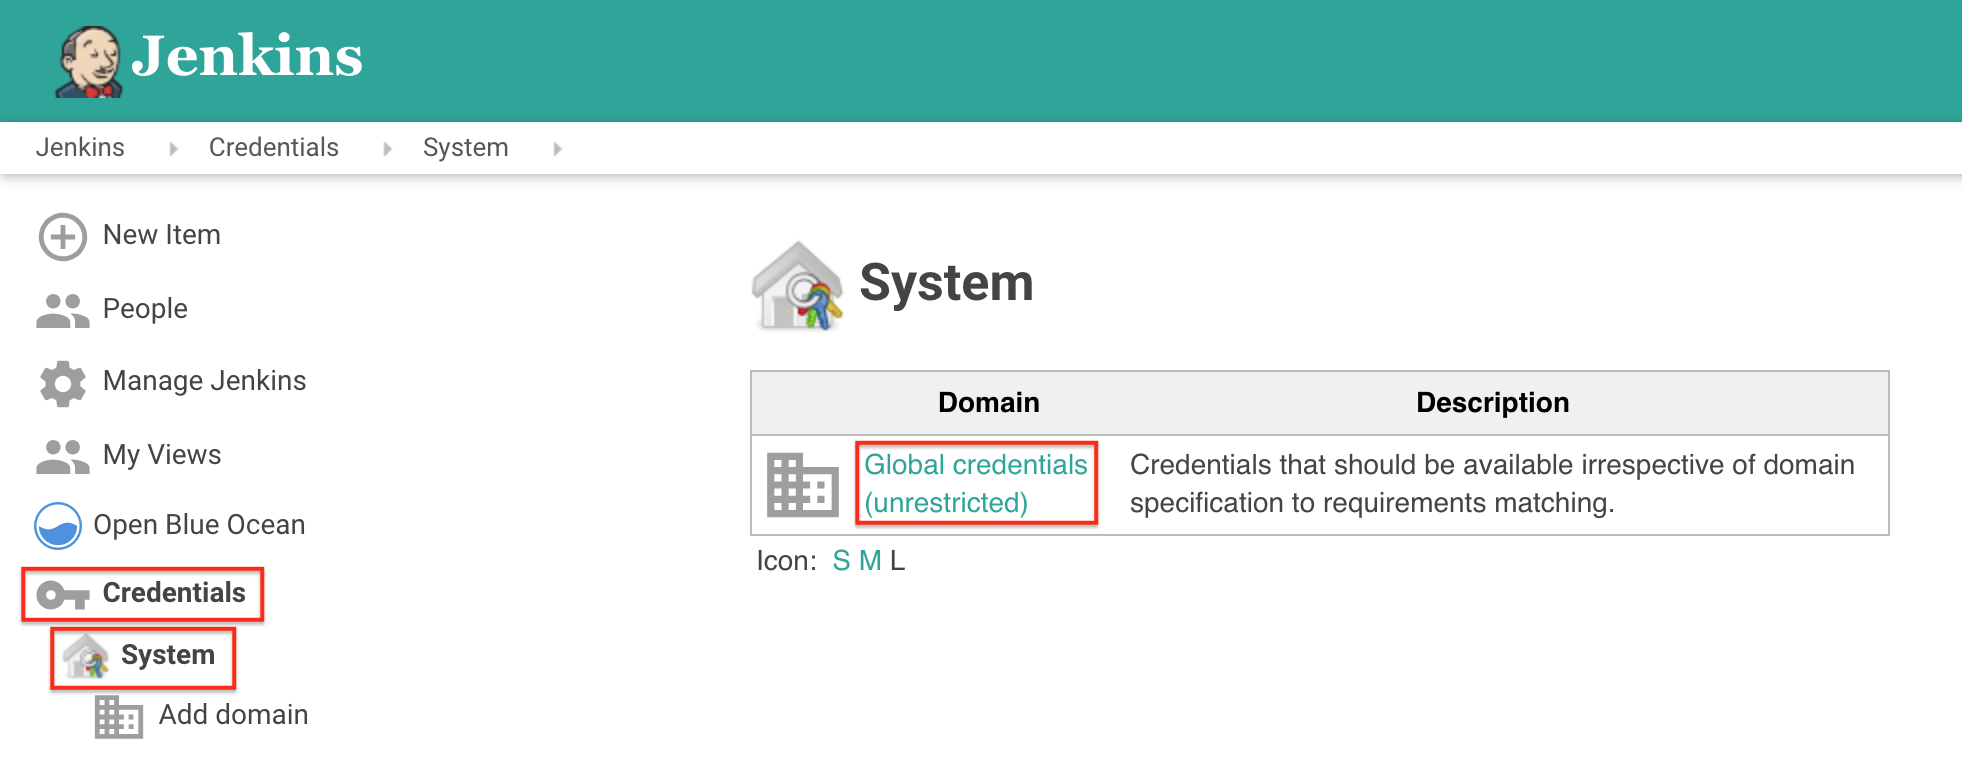 Jenkins
Jenkins Credentials System
New Item
People
Manage Jenkins
My Views
Open Blue Ocean
Credentials
System
Add domain
System
Domain Description
Global credentials
(unrestricted)
Credentials that should be available irrespective of domain
specification to requirements matching.
Icon: S M L